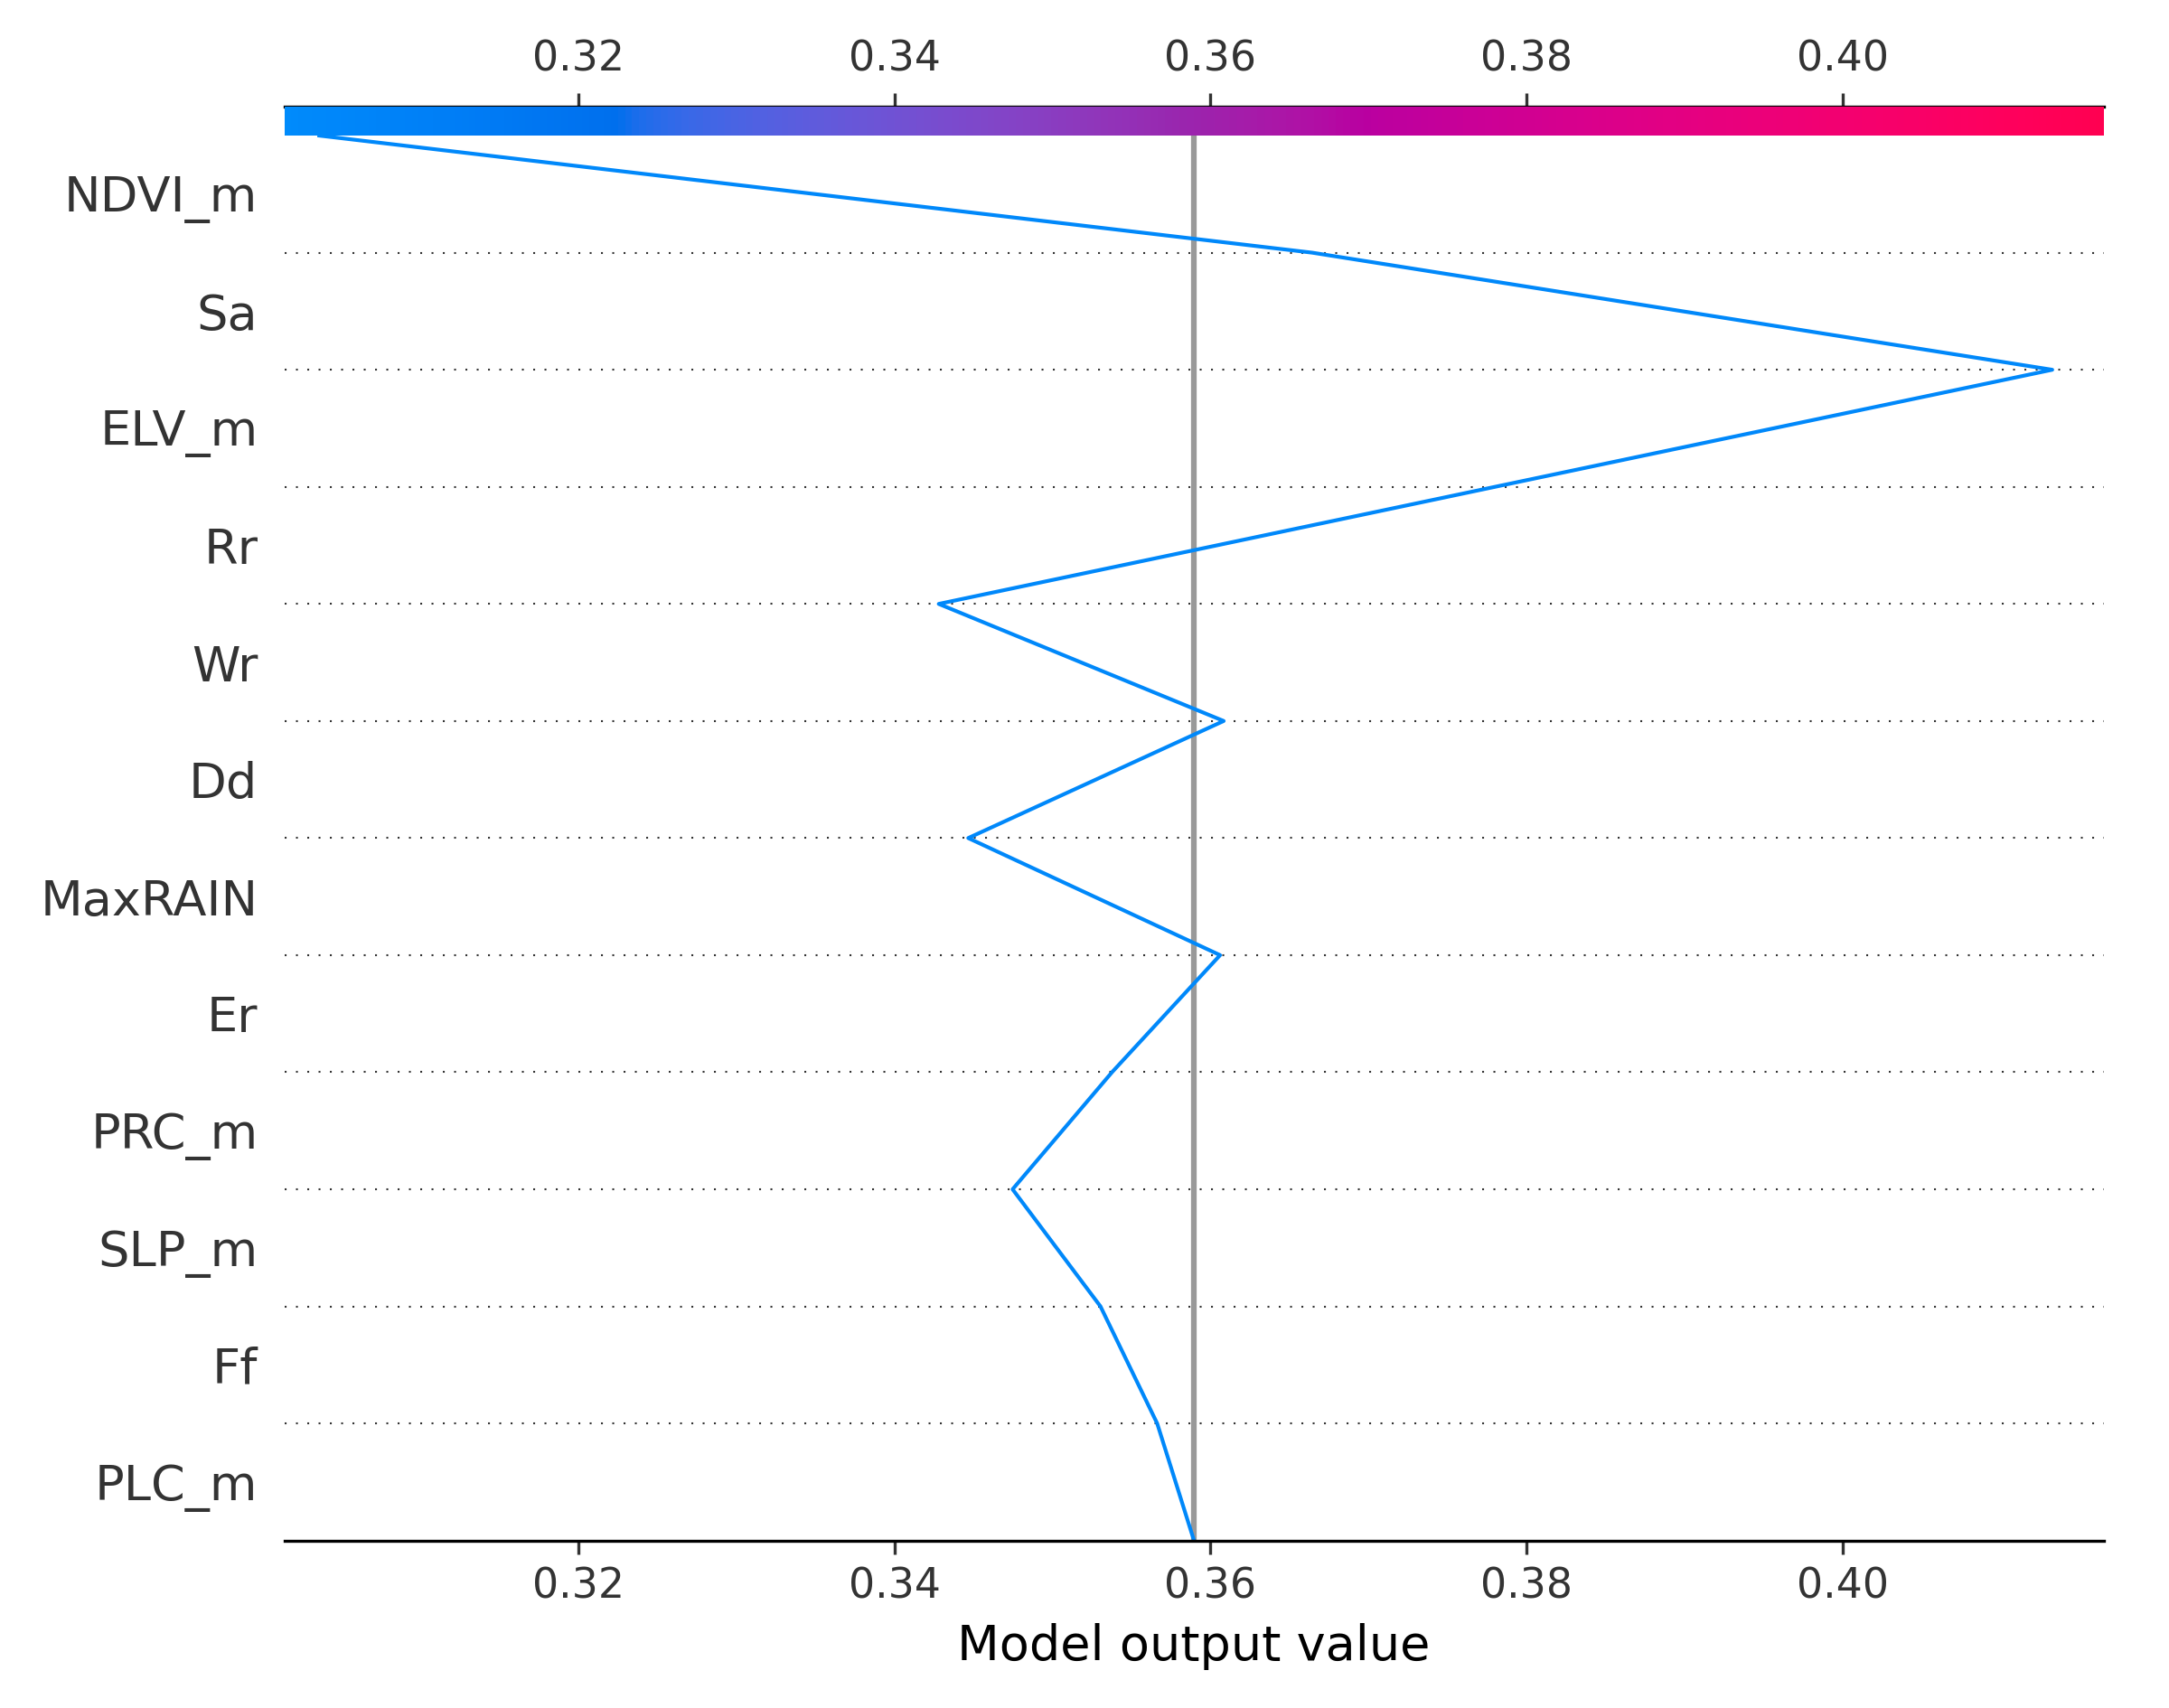 0.32 0.34 0.36 0.38 0.40
NDVI_m
Sa
ELV_m
Rr
Wr
Dd
MaxRAIN
Er
PRC_m
SLP_m
Ff
PLC_m
0.32 0.34 0.36 0.38 0.40
Model output value